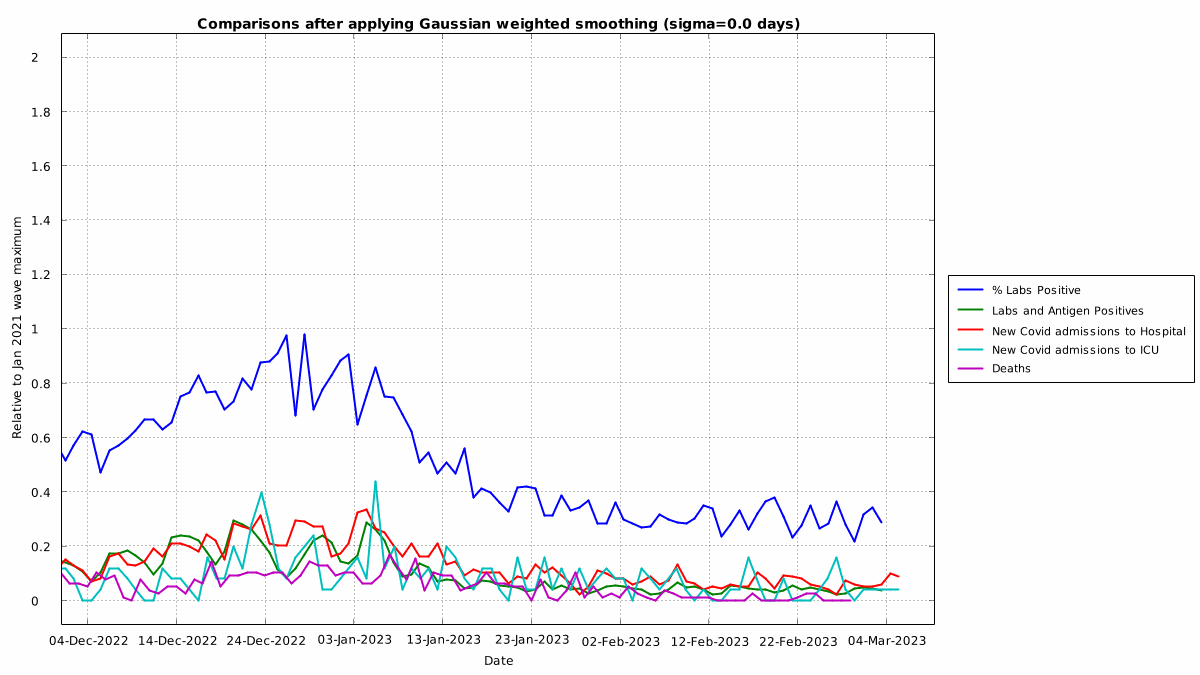 Comparisons after applying Gaussian weighted smoothing (sigma=0.0 days)
Relative to Jan 2021 wave maximum
2
1.8
1.6
1.4
1.2
1
0.8
0.6
0.4
0.2
0
04-Dec-2022 14-Dec-2022 24-Dec-2022 03-Jan-2023 13-Jan-2023 23-Jan-2023 02-Feb-2023 12-Feb-2023 22-Feb-2023 04-Mar-2023
Date
% Labs Positive
Labs and Antigen Positives
New Covid admissions to Hospital
New Covid admissions to ICU
Deaths